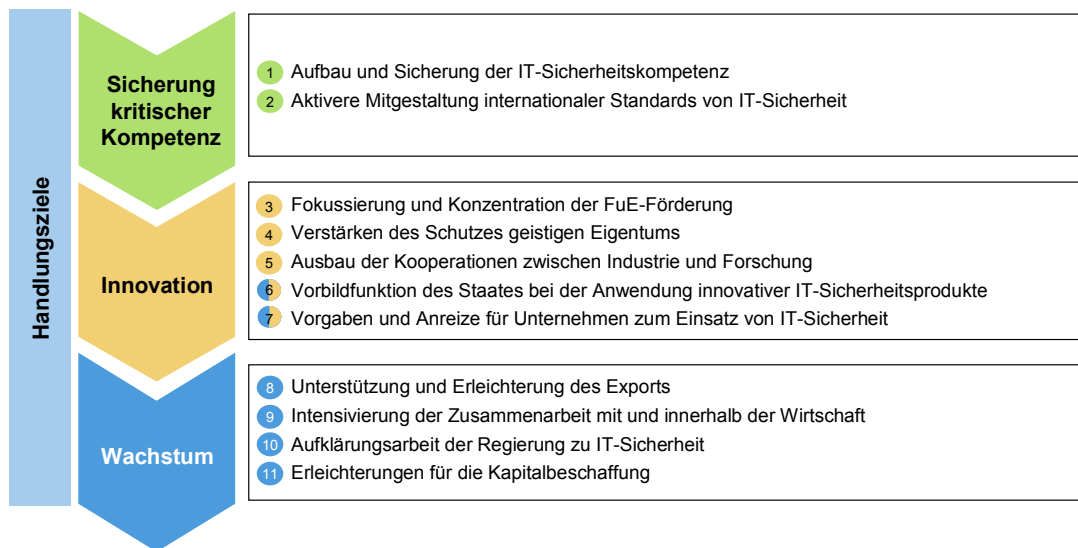 Handlungsziele
Sicherung
kritischer
Kompetenz
1 Aufbau und Sicherung der IT-Sicherheitskompetenz
2 Aktivere Mitgestaltung internationaler Standards von IT-Sicherheit
Innovation
3 Fokussierung und Konzentration der FuE-Förderung
4 Verstärken des Schutzes geistigen Eigentums
5 Ausbau der Kooperationen zwischen Industrie und Forschung
6 Vorbildfunktion des Staates bei der Anwendung innovativer IT-Sicherheitsprodukte
7 Vorgaben und Anreize für Unternehmen zum Einsatz von IT-Sicherheit
Wachstum
8 Unterstützung und Erleichterung des Exports
9 Intensivierung der Zusammenarbeit mit und innerhalb der Wirtschaft
10 Aufklärungsarbeit der Regierung zu IT-Sicherheit
11 Erleichterungen für die Kapitalbeschaffung